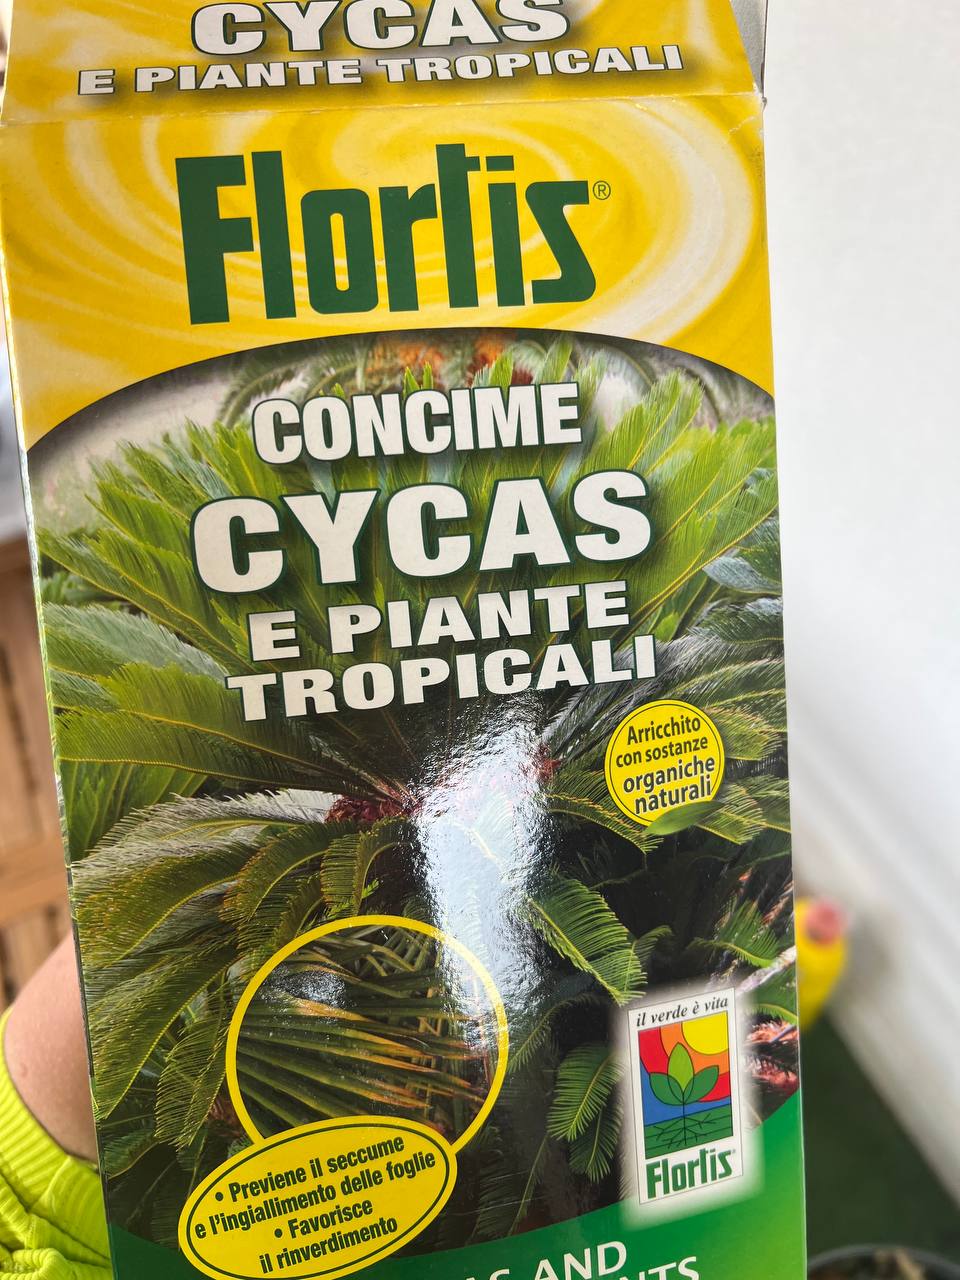 CYCAS
E PIANTE TROPICALI
Flortis®
CONCIME
CYCAS
E PIANTE
TROPICALI
Arricchito
con sostanze
organiche
naturali
il verde è vita
Flortis®
• Previene il seccume
e l'ingiallimento delle foglie
• Favorisce
il rinverdimento
AND